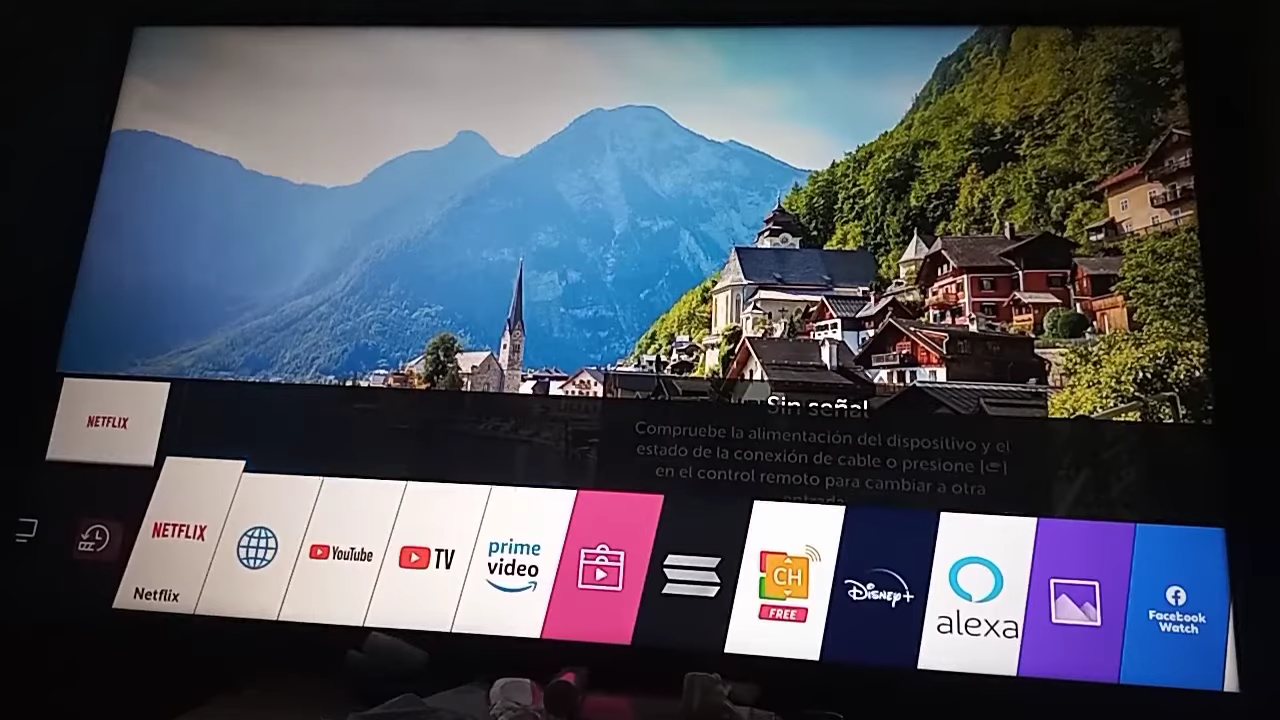 Sin señal
Compruebe la alimentación del dispositivo y el
estado de la conexión de cable o presione
en el control remoto para cambiar a otra
entrada.
NETFLIX
NETFLIX
Netflix
YouTube
TV
prime
video
CH
FREE
Disney+
alexa
Facebook
Watch